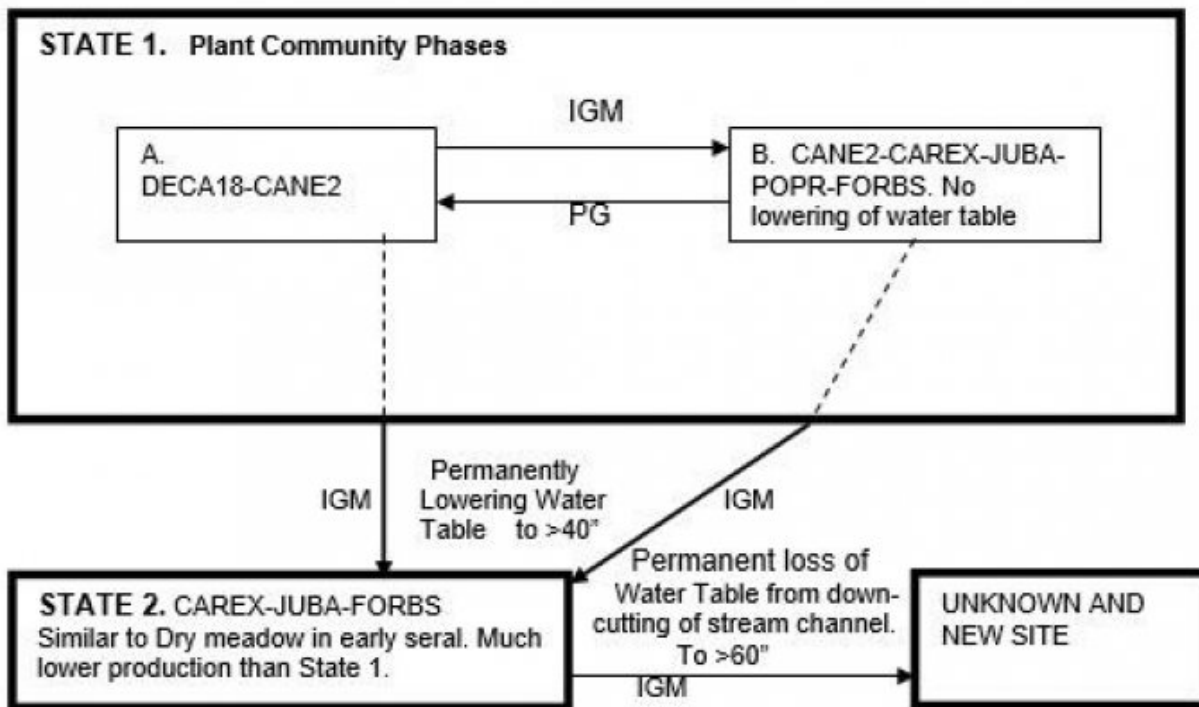 STATE 1. Plant Community Phases
IGM
A.
DECA18-CANE2
B. CANE2-CAREX-JUBA-
POPR-FORBS. No
lowering of water table
PG
IGM
Permanently
Lowering Water
Table to >40”
IGM
STATE 2. CAREX-JUBA-FORBS
Similar to Dry meadow in early seral. Much
lower production than State 1.
Permanent loss of
Water Table from down-
cutting of stream channel.
To >60”
IGM
UNKNOWN AND
NEW SITE